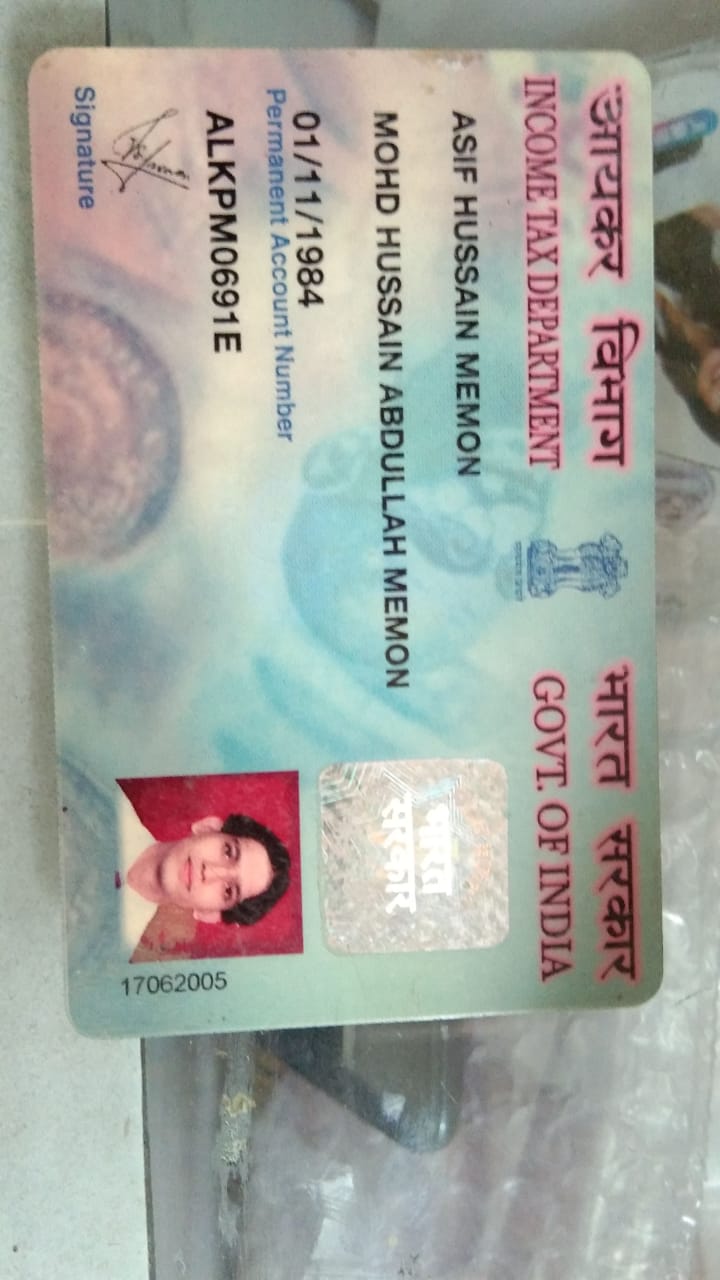 आयकर विभाग
INCOME TAX DEPARTMENT
भारत सरकार
GOVT. OF INDIA
ASIF HUSSAIN MEMON
MOHD HUSSAIN ABDULLAH MEMON
01/11/1984
Permanent Account Number
ALKPM0691E
Signature
भारत
सरकार
17062005